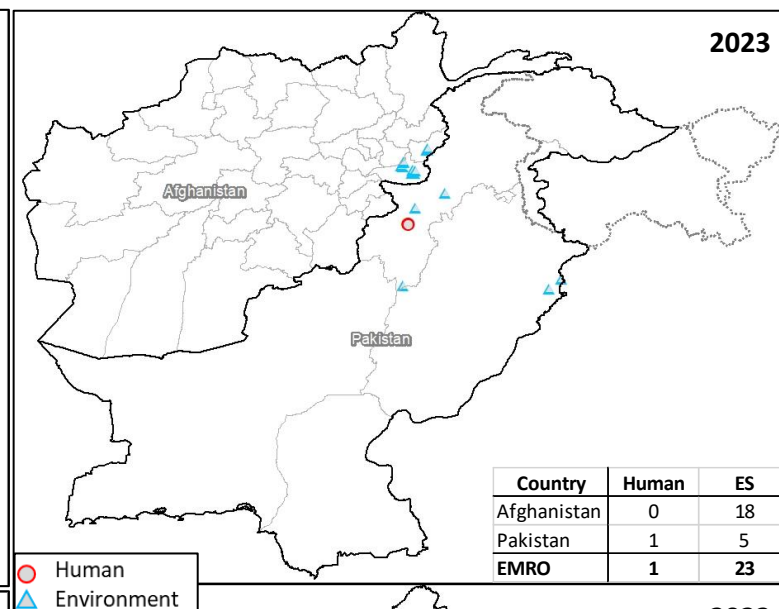 2023
Afghanistan
Pakistan
Country Human ES
Afghanistan 0 18
Pakistan 1 5
EMRO 1 23
Human
Environment